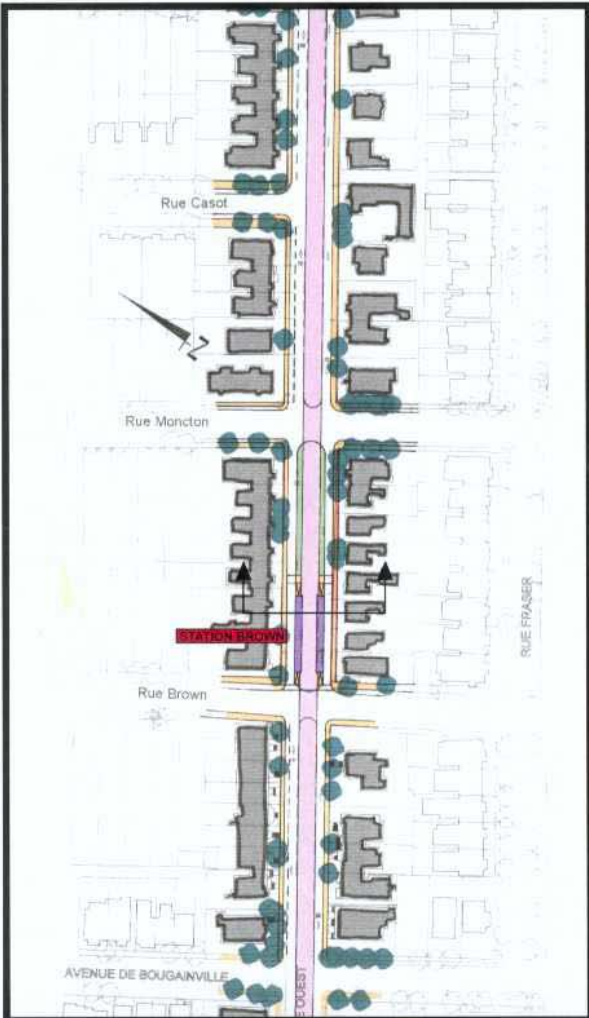 Rue Casot
N
Rue Moncton
STATION BROWN
RUE FRASER
Rue Brown
AVENUE DE BOUGAINVILLE
E OUEST